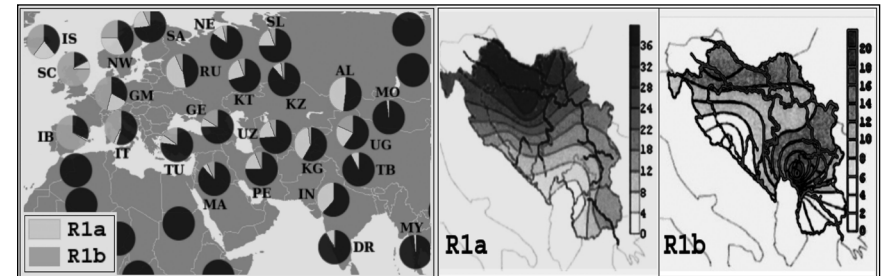 NE
SL
IS
SA
NW
SC
RU
AL
GM
KT
KZ
MO
GE
IB
UZ
IT
UG
TU
KG
TB
PE
IN
MA
MY
DR
R1a
R1b
36
32
28
22
18
12
8
4
0
R1a
20
18
16
14
12
10
8
6
4
2
0
R1b